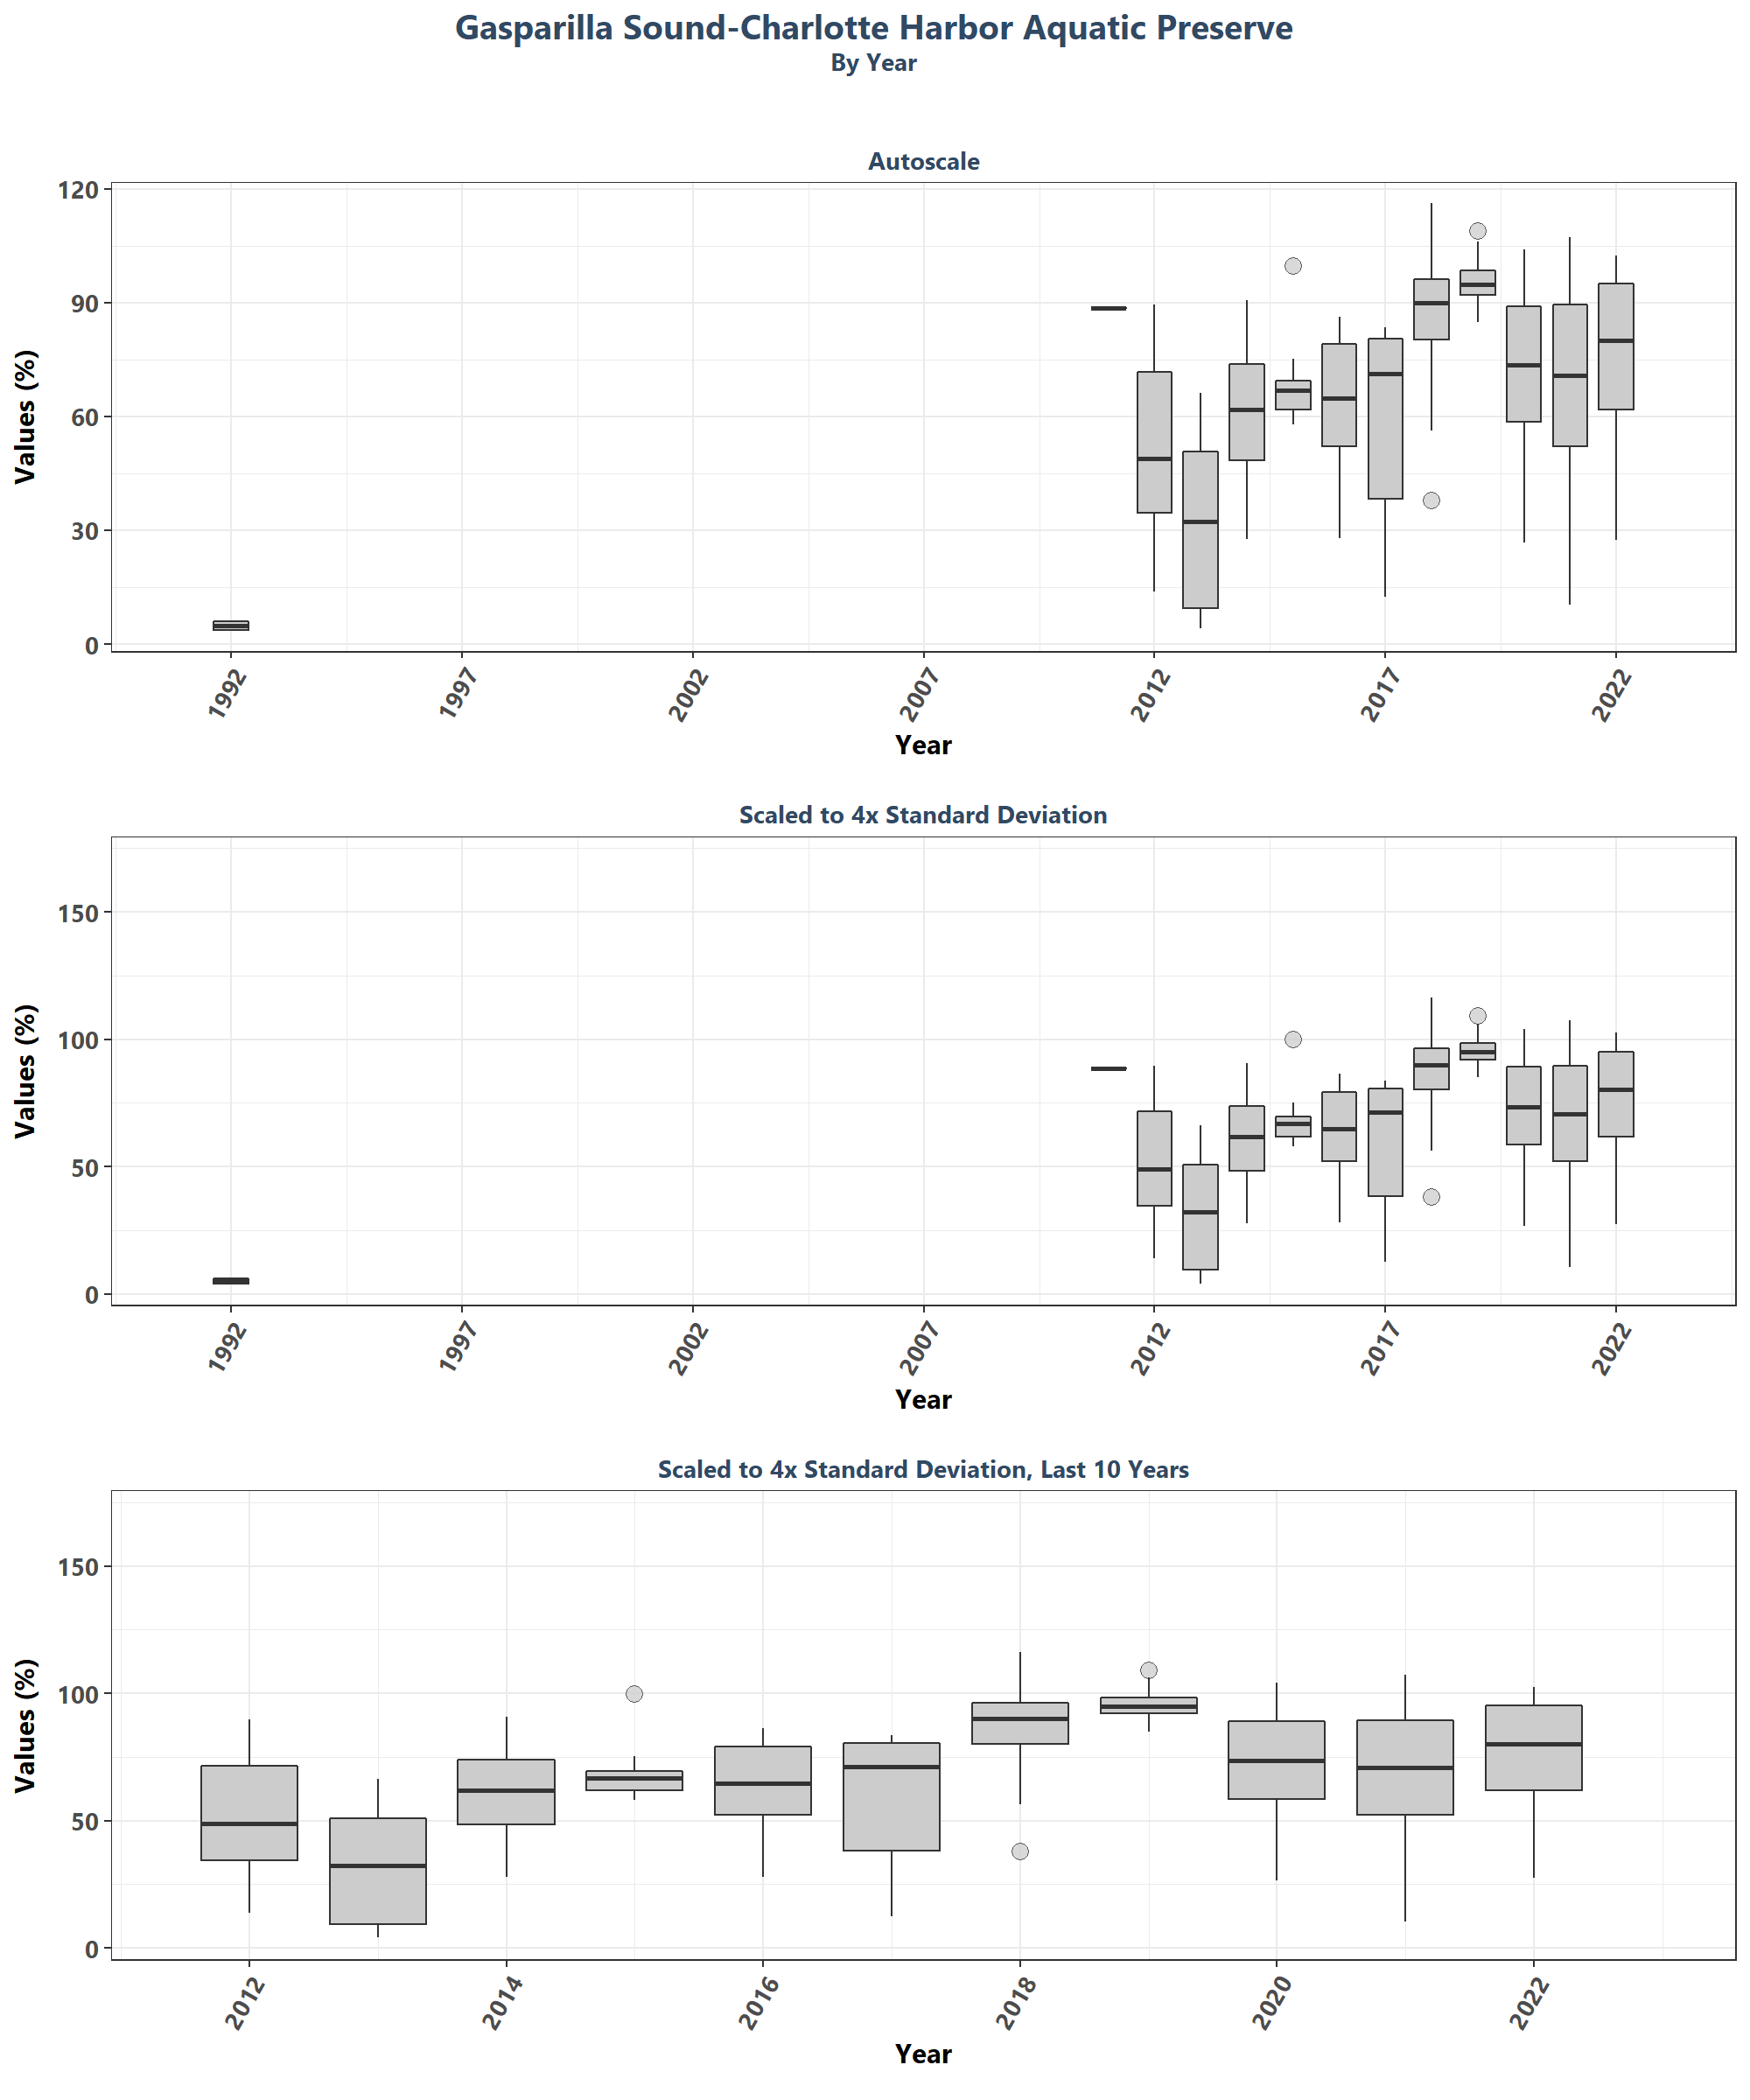 Gasparilla Sound-Charlotte Harbor Aquatic Preserve
By Year
Autoscale
Values (%)
120
90
60
30
0
1992 1997 2002 2007 2012 2017 2022
Year
Scaled to 4x Standard Deviation
Values (%)
150
100
50
0
1992 1997 2002 2007 2012 2017 2022
Year
Scaled to 4x Standard Deviation, Last 10 Years
Values (%)
150
100
50
0
2012 2014 2016 2018 2020 2022
Year